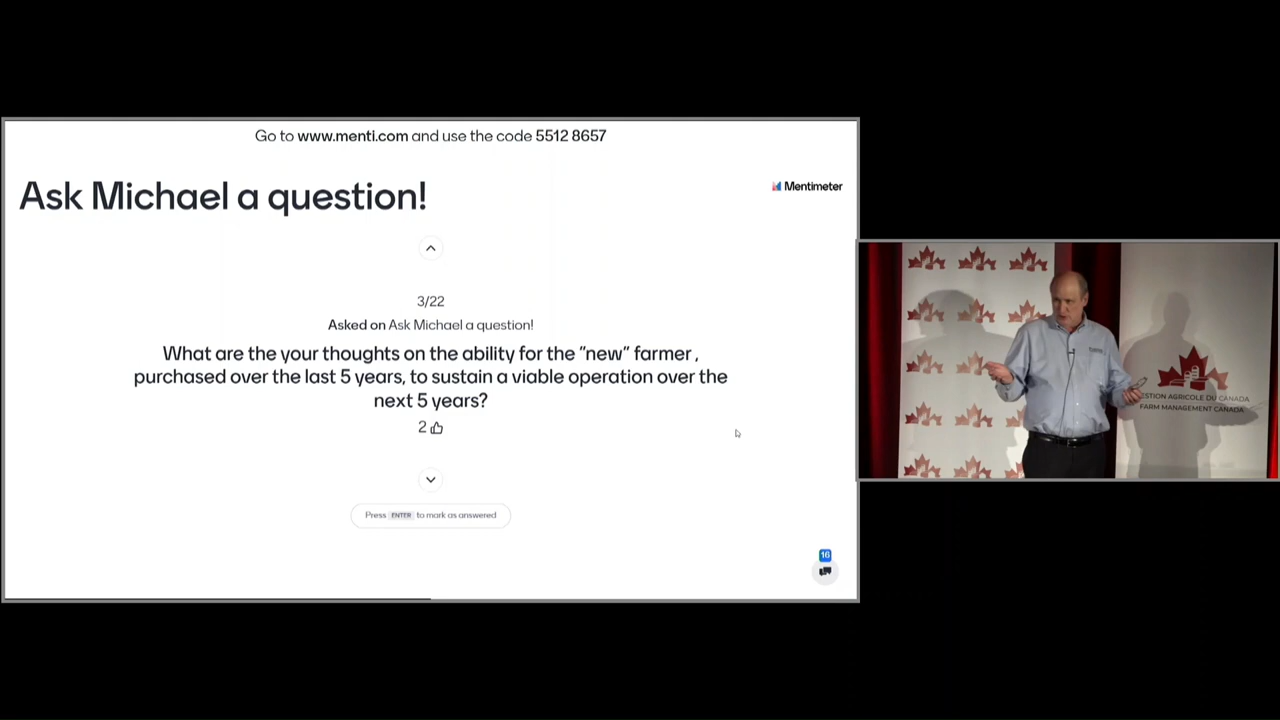 Go to www.menti.com and use the code 5512 8657
Ask Michael a question!
Mentimeter
3/22
Asked on Ask Michael a question!
What are the your thoughts on the ability for the "new" farmer ,
purchased over the last 5 years, to sustain a viable operation over the
next 5 years?
2
Press ENTER to mark as answered
16
GESTION AGRICOLE DU CANADA
FARM MANAGEMENT CANADA